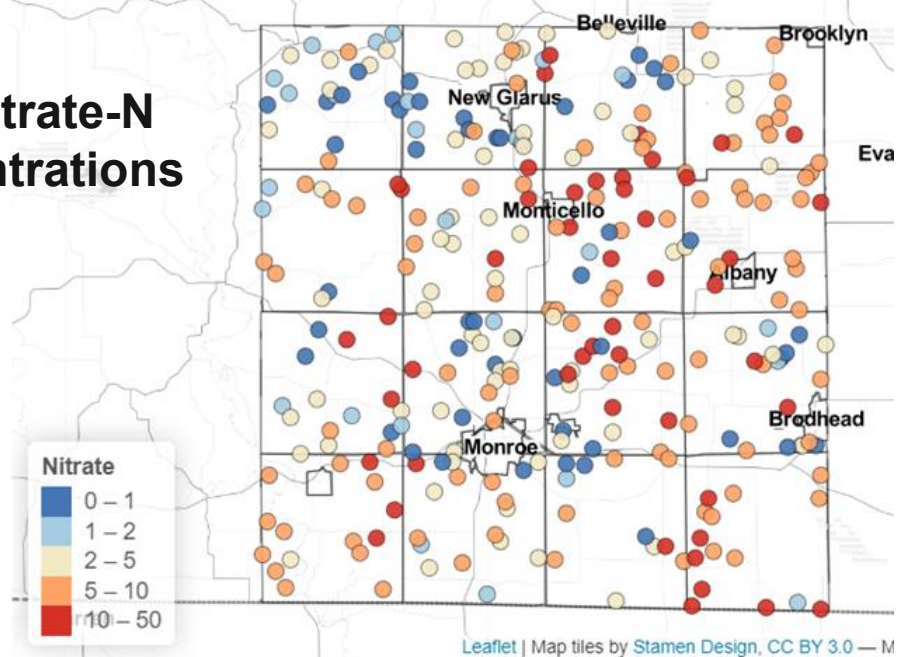 trate-N
ntrations
Belleville
Brooklyn
New Glarus
Eva
Monticello
Albany
Brodhead
Monroe
Nitrate
0 – 1
1 – 2
2 – 5
5 – 10
10 – 50
Leaflet | Map tiles by Stamen Design, CC BY 3.0 — M